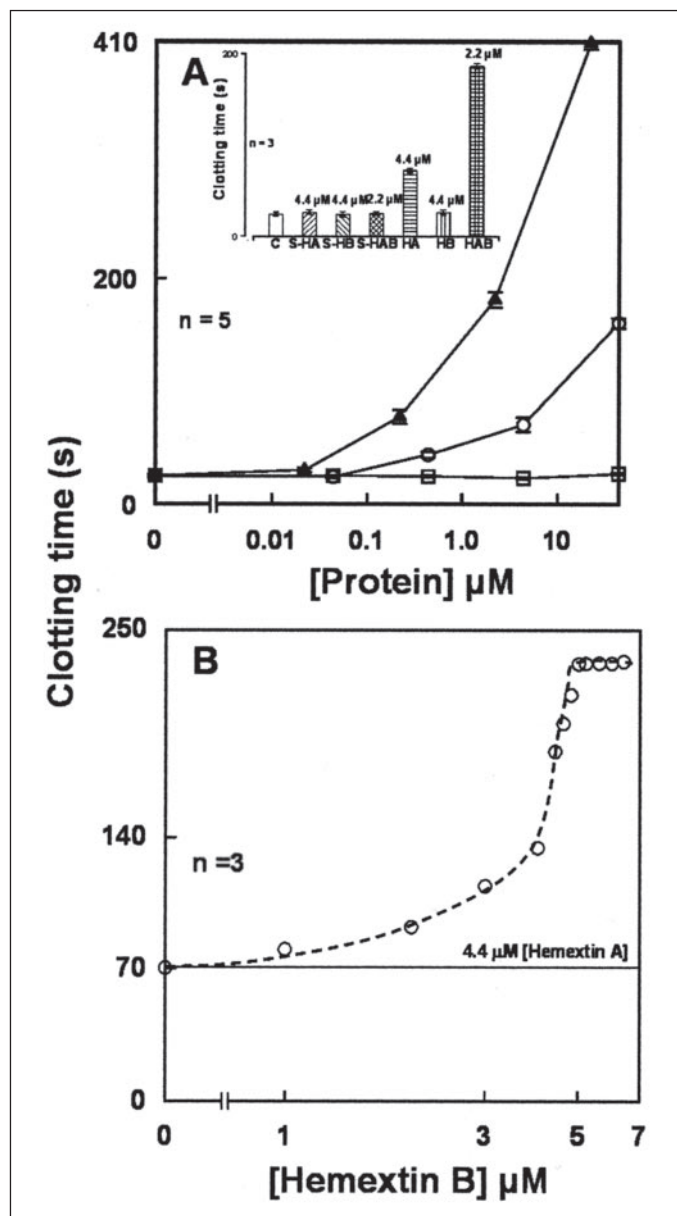 410
A
200
2.2 µM
Clotting time (s)
n = 3
4.4 µM
4.4 µM 4.4 µM 2.2 µM
4.4 µM
0
C S-HA S-HB S-HAB HA HB HAB
200
n = 5
0
0 0.01 0.1 1.0 10
[Protein] µM
Clotting time (s)
250
B
140
n =3
4.4 µM [Hemextin A]
70
0
0 1 3 5 7
[Hemextin B] µM